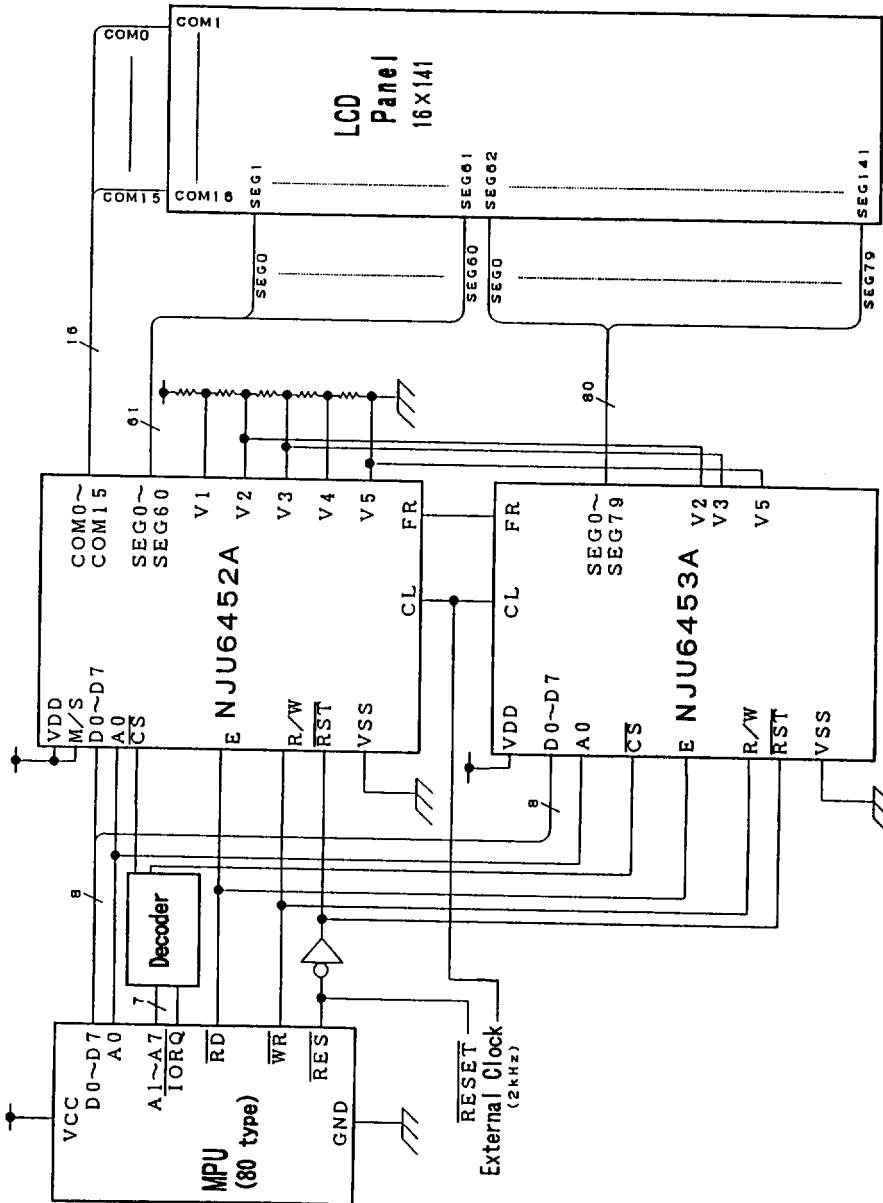 VCC
D0~D7
A0
A1~A7
IORQ
RD
WR
RES
GND
MPU
(80 type)
Decoder
8
7
RESET
External Clock
(2kHz)
VDD
M/S
D0~D7
A0
CS
E
R/W
RST
VSS
NJU6452A
COM0~
COM15
SEG0~
SEG60
V1
V2
V3
V4
V5
CL
FR
8
VDD
D0~D7
A0
CS
E
R/W
RST
VSS
NJU6453A
CL
FR
SEG0~
SEG79
V2
V3
V5
16
61
80
COM0
COM15
SEG0
SEG60
SEG0
SEG79
COM1
COM16
SEG1
SEG61
SEG62
SEG141
LCD
Panel
16×141